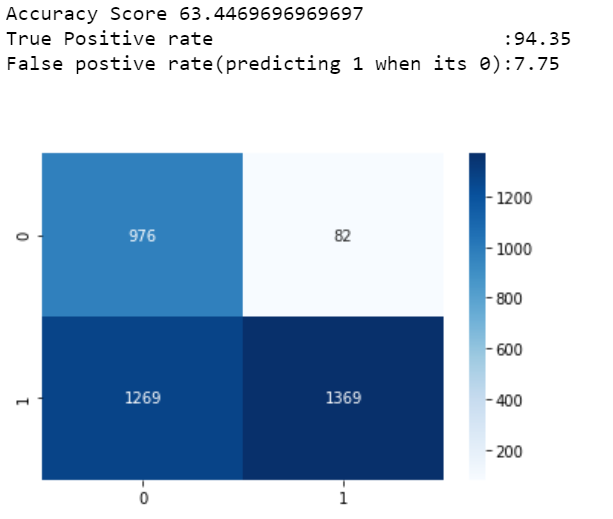 Accuracy Score 63.4469696969697
True Positive rate :94.35
False postive rate(predicting 1 when its 0):7.75
0 976 82
1 1269 1369
0 1
1200
1000
800
600
400
200